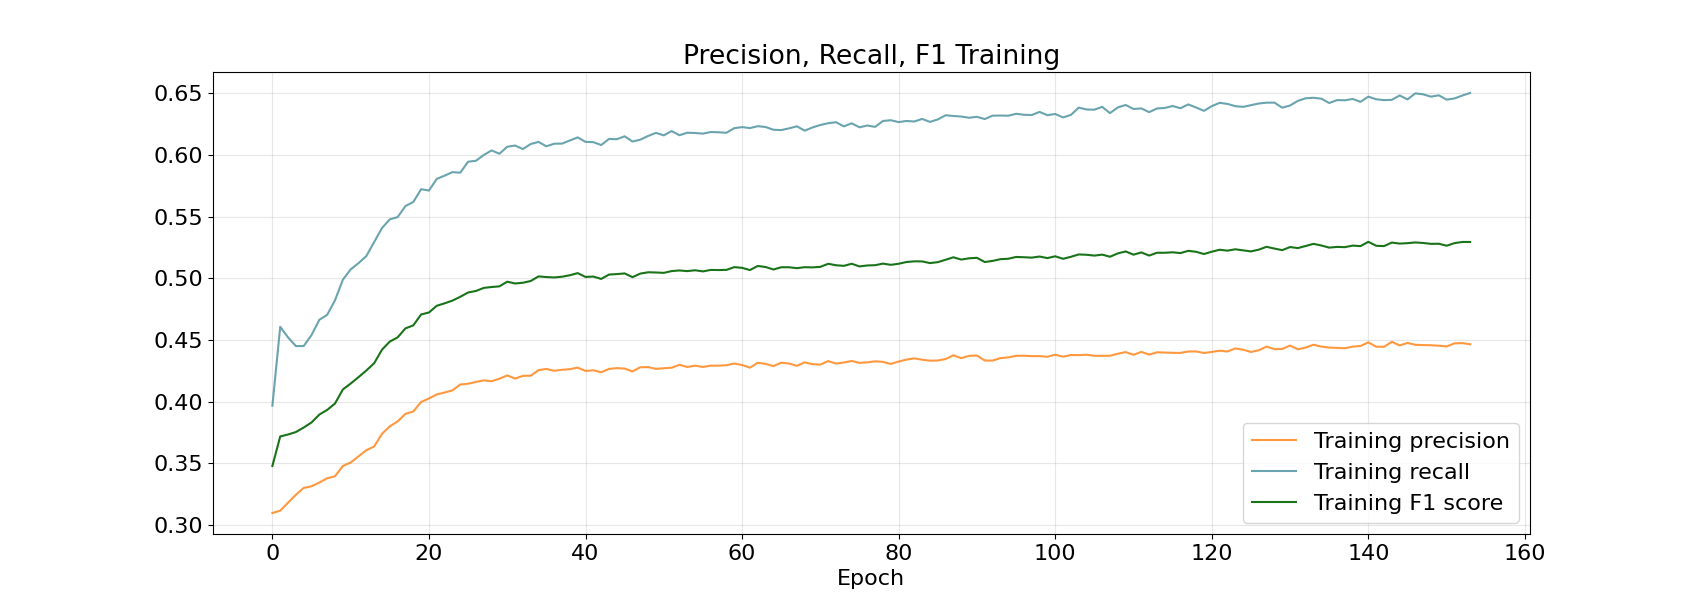 Precision, Recall, F1 Training
0.65
0.60
0.55
0.50
0.45
0.40
0.35
0.30
Training precision
Training recall
Training F1 score
0 20 40 60 80 100 120 140 160
Epoch